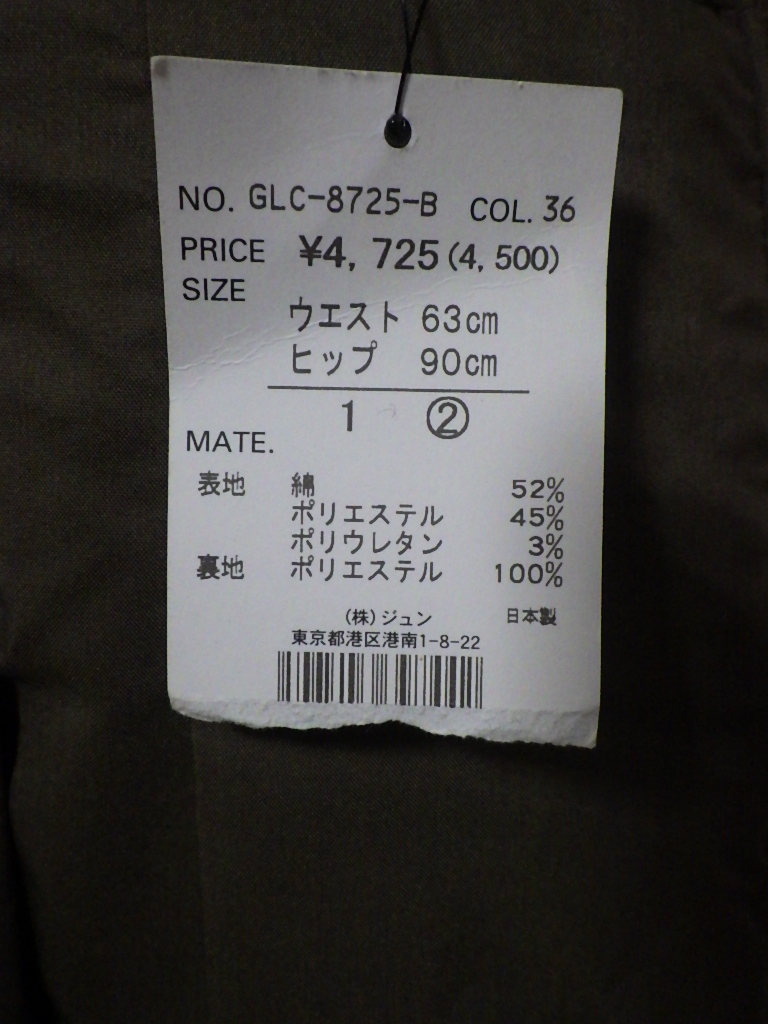 NO. GLC-8725-B COL. 36
PRICE ¥4,725(4,500)
SIZE
ウエスト 63cm
ヒップ 90cm
1 ②
MATE.
表地 綿 52%
ポリエステル 45%
ポリウレタン 3%
裏地 ポリエステル 100%
(株)ジュン 日本製
東京都港区港南1-8-22